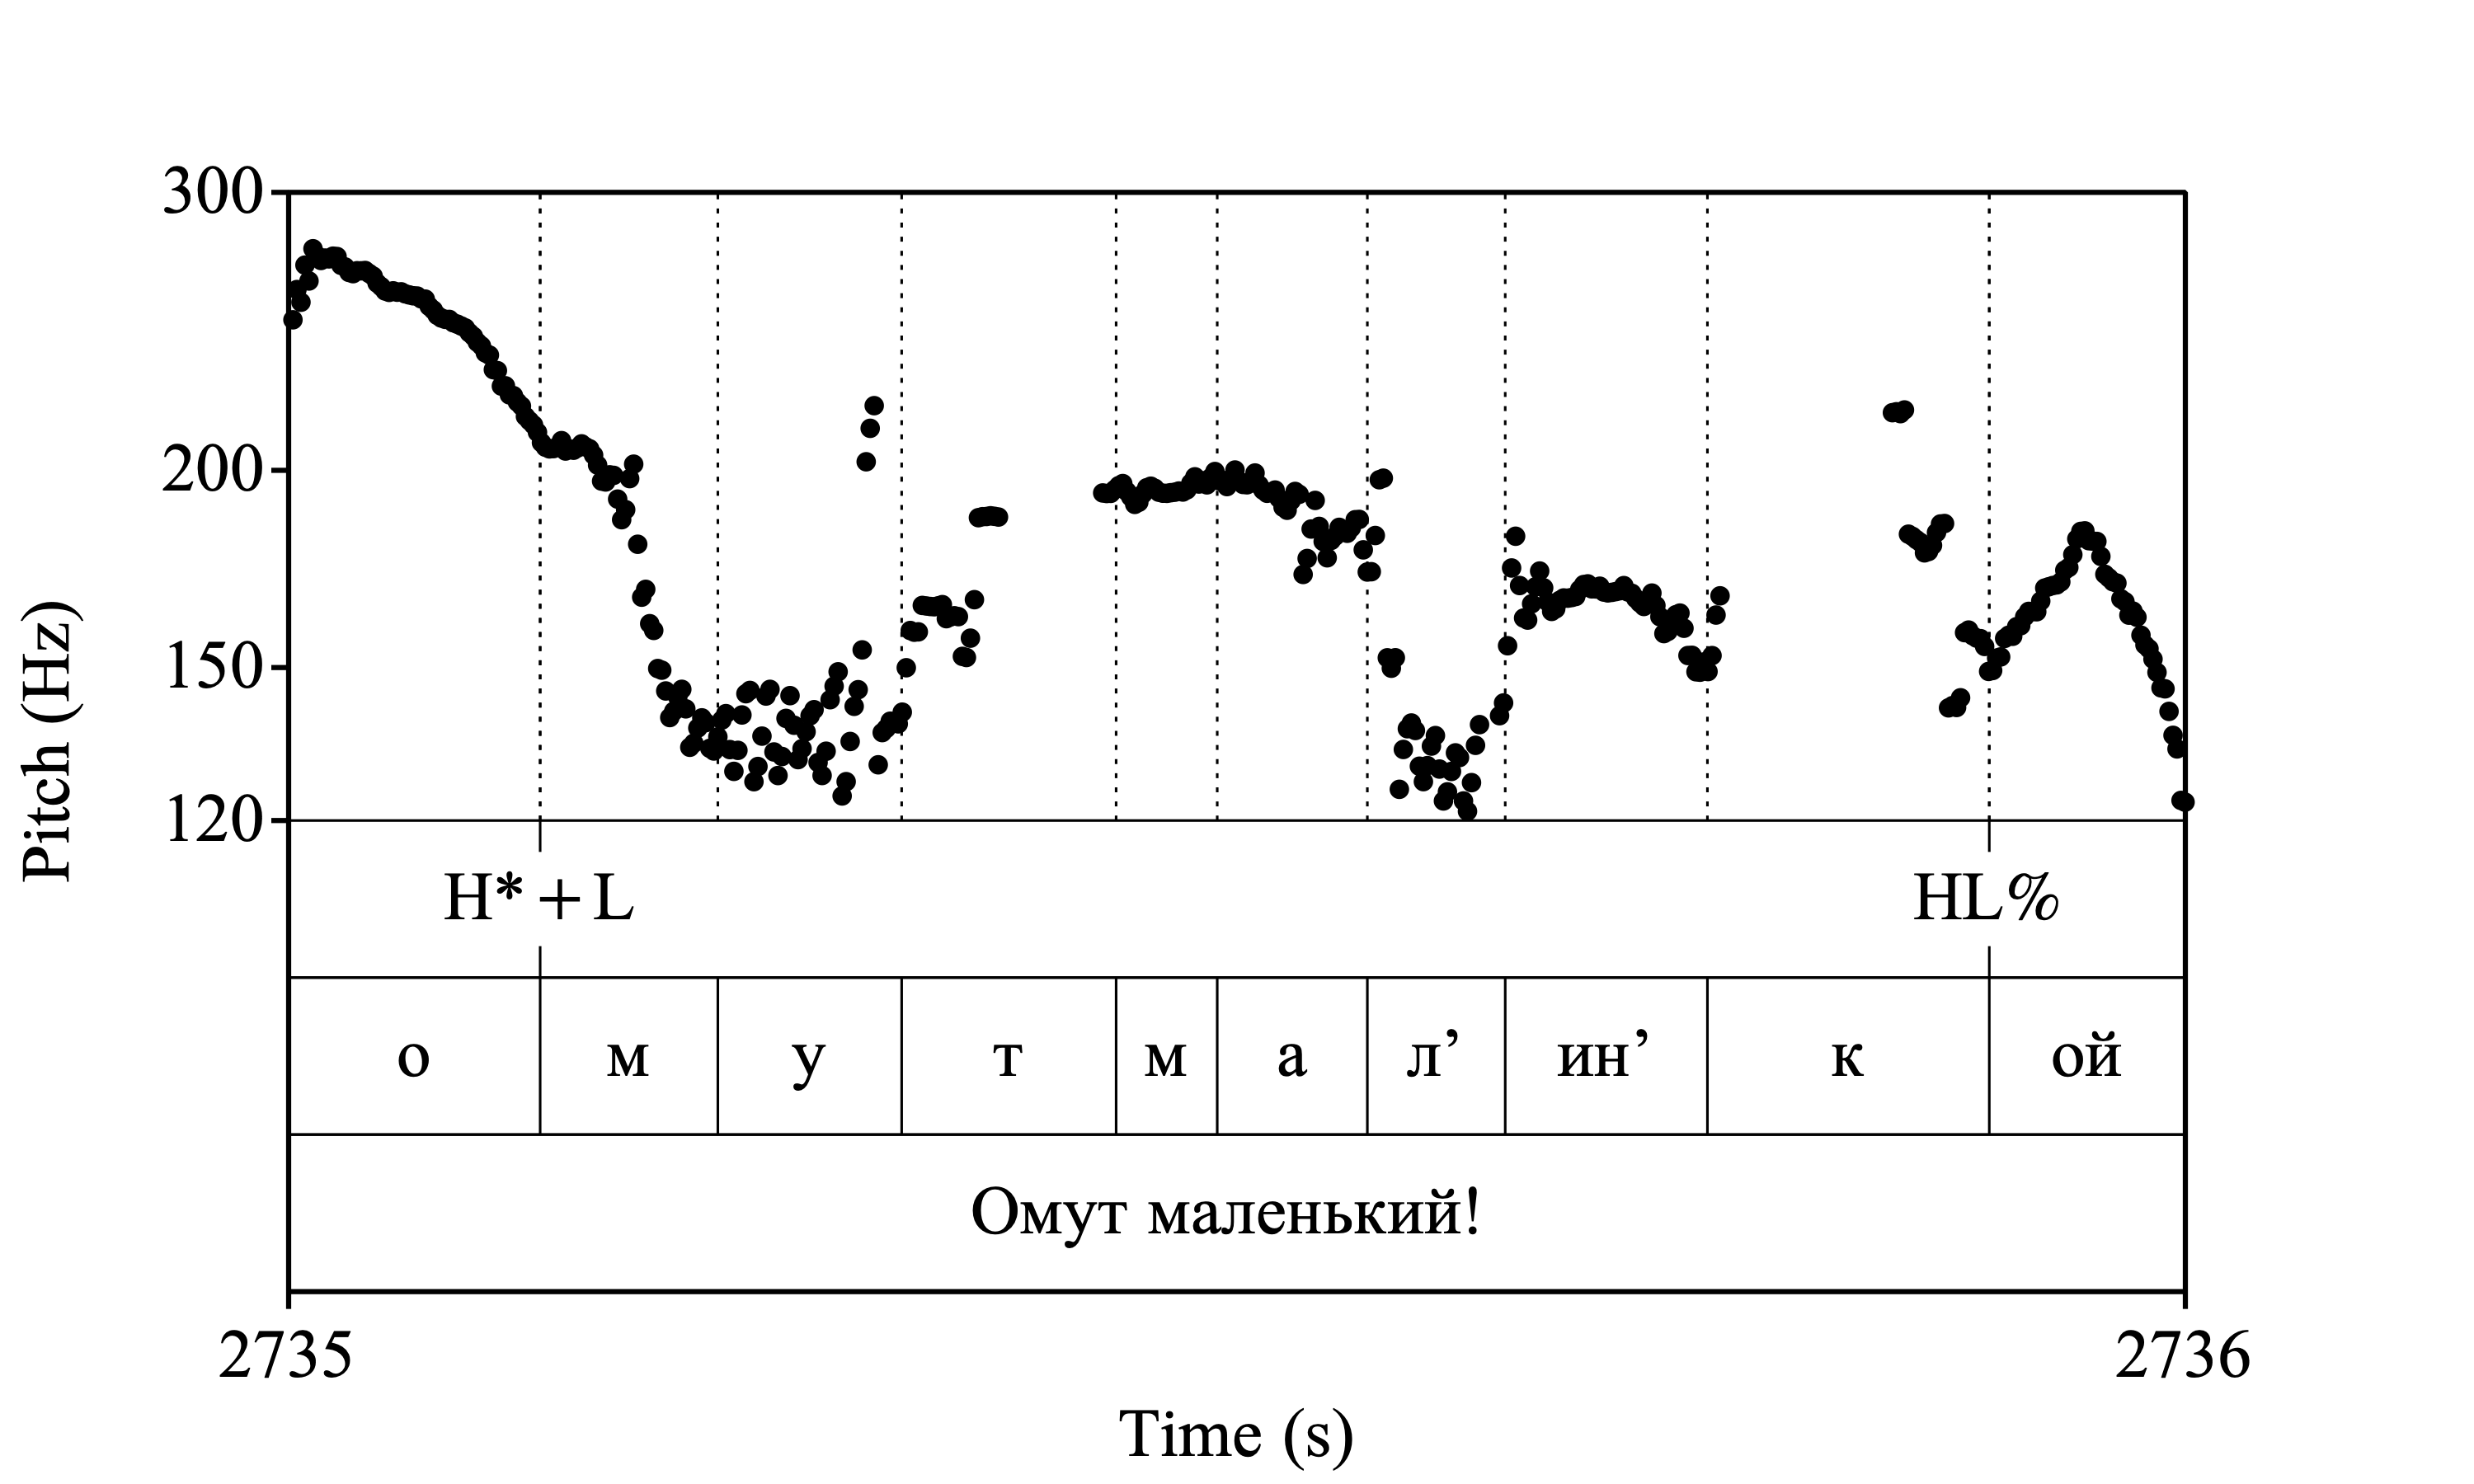 300
200
150
120
Pitch (Hz)
H*+L HL%
о м у т м а л’ ин’ к ой
Омут маленький!
2735 2736
Time (s)